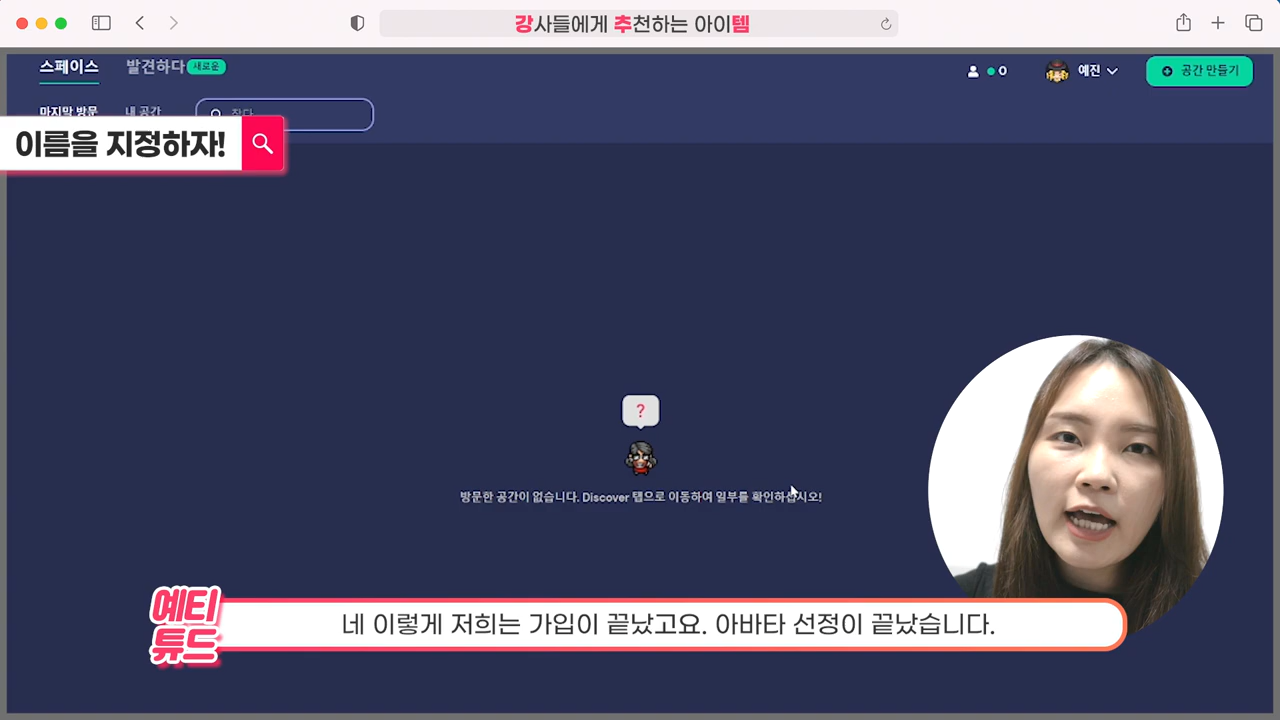 강사들에게 추천하는 아이템
스페이스
발견하다 새로운
0
예진
공간 만들기
마지막 방문
내 공간
찾다
이름을 지정하자!
?
방문한 공간이 없습니다. Discover 탭으로 이동하여 일부를 확인하십시오!
예티
튜드
네 이렇게 저희는 가입이 끝났고요. 아바타 선정이 끝났습니다.